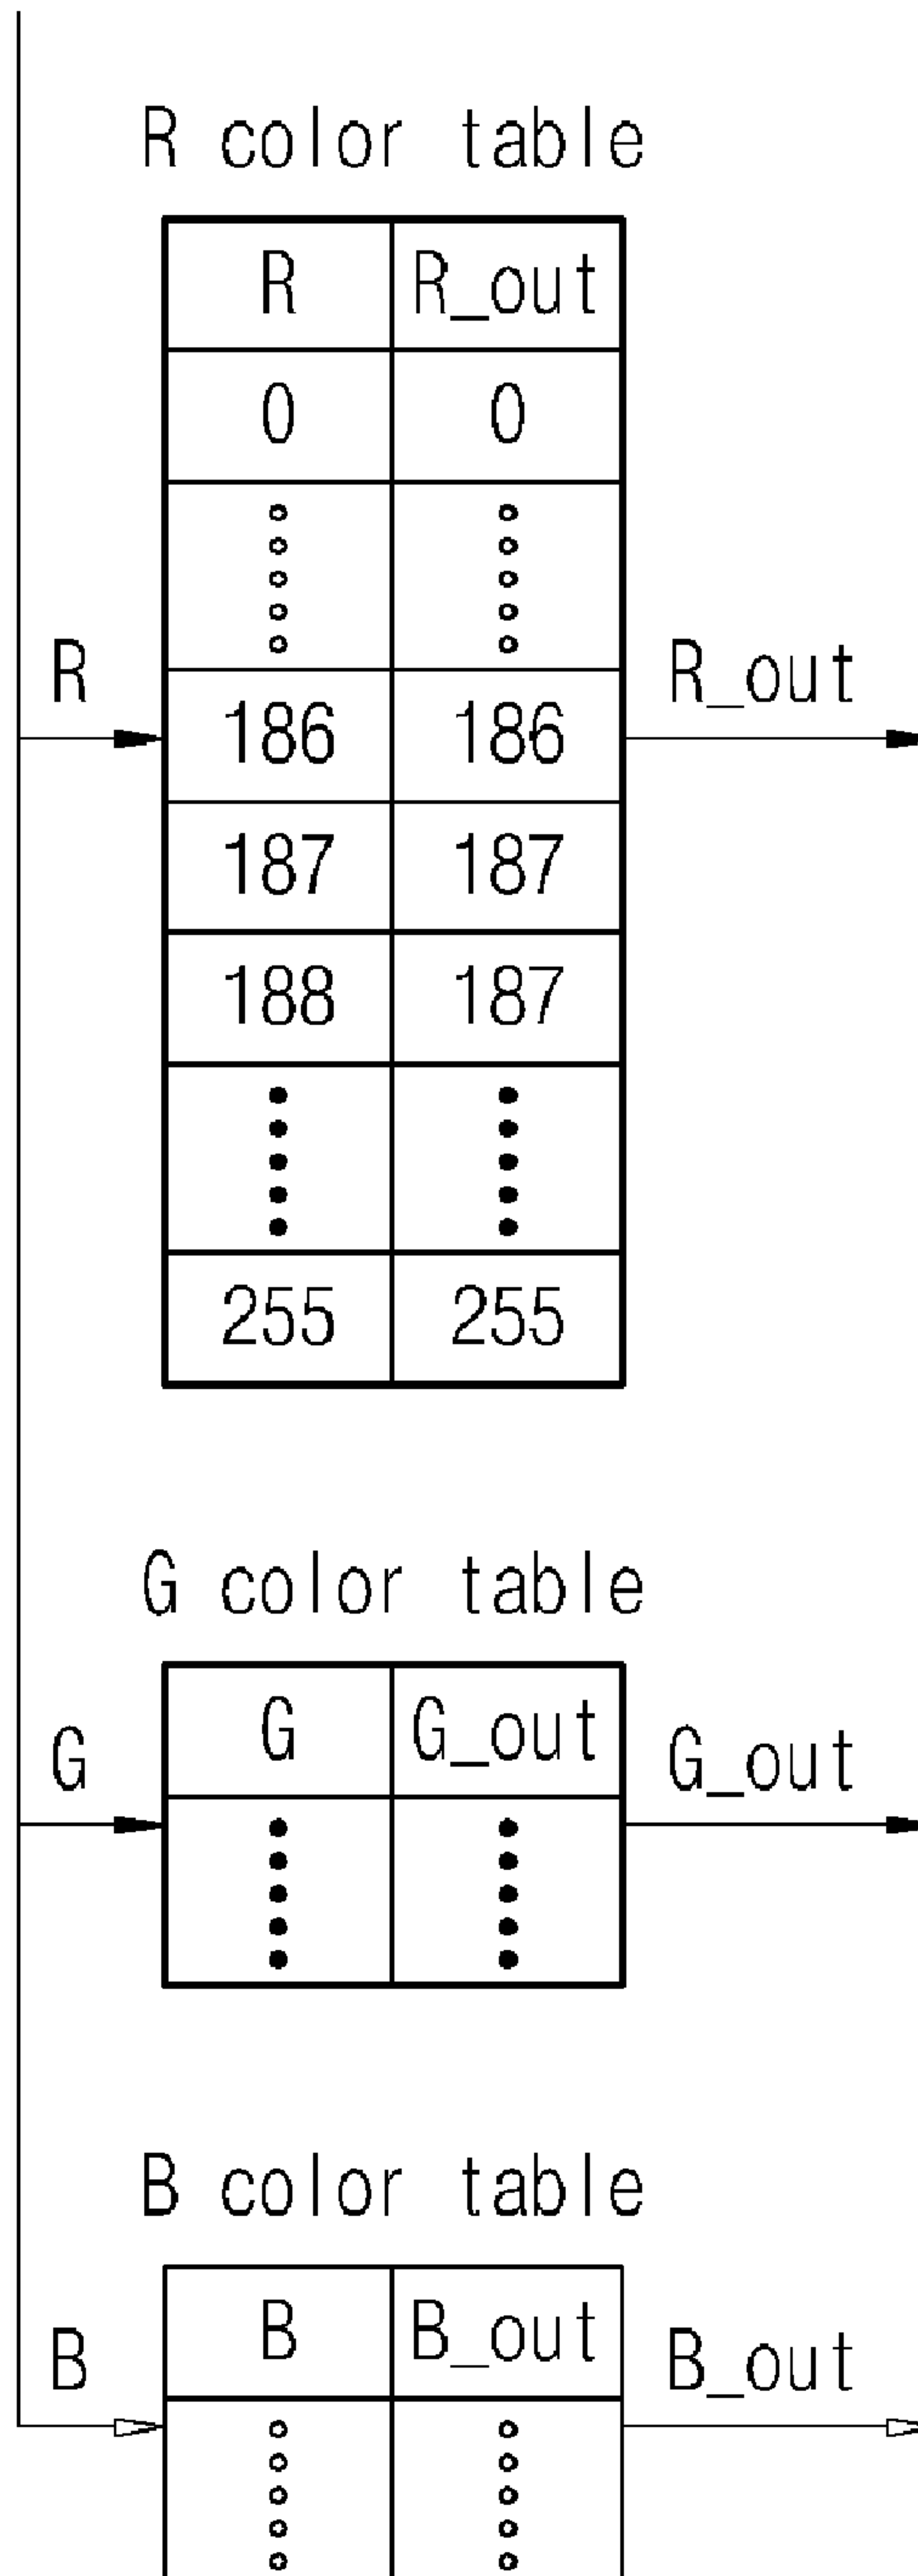 R color table
R R_out
0 0
R 186 186 R_out
187 187
188 187
255 255
G color table
G G G_out G_out
B color table
B B B_out B_out